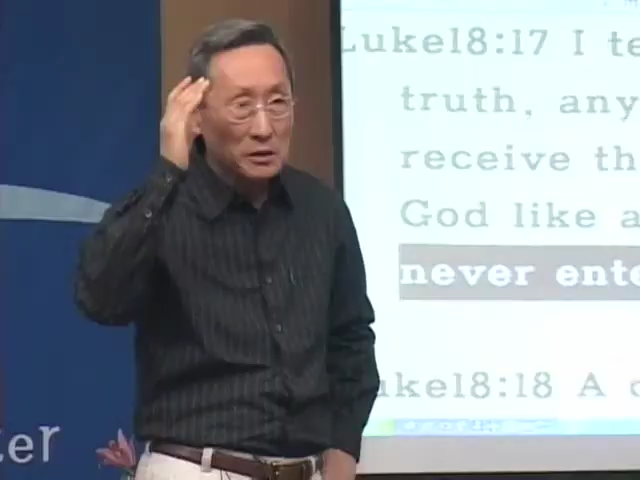 Luke18:17 I te
truth, any
receive th
God like a
never ente
uke18:18 A
ter